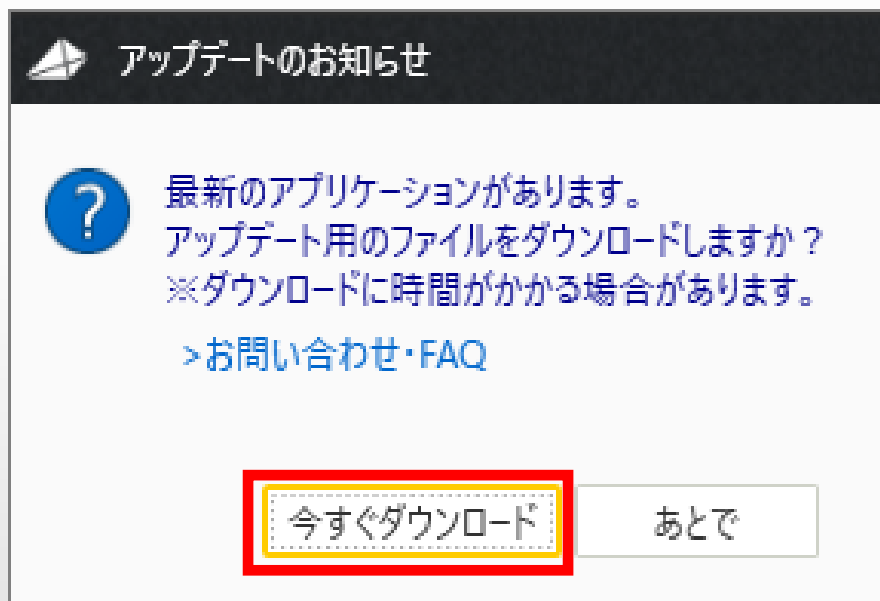 アップデートのお知らせ
最新のアプリケーションがあります。
アップデート用のファイルをダウンロードしますか？
※ダウンロードに時間がかかる場合があります。
>お問い合わせ・FAQ
今すぐダウンロード
あとで